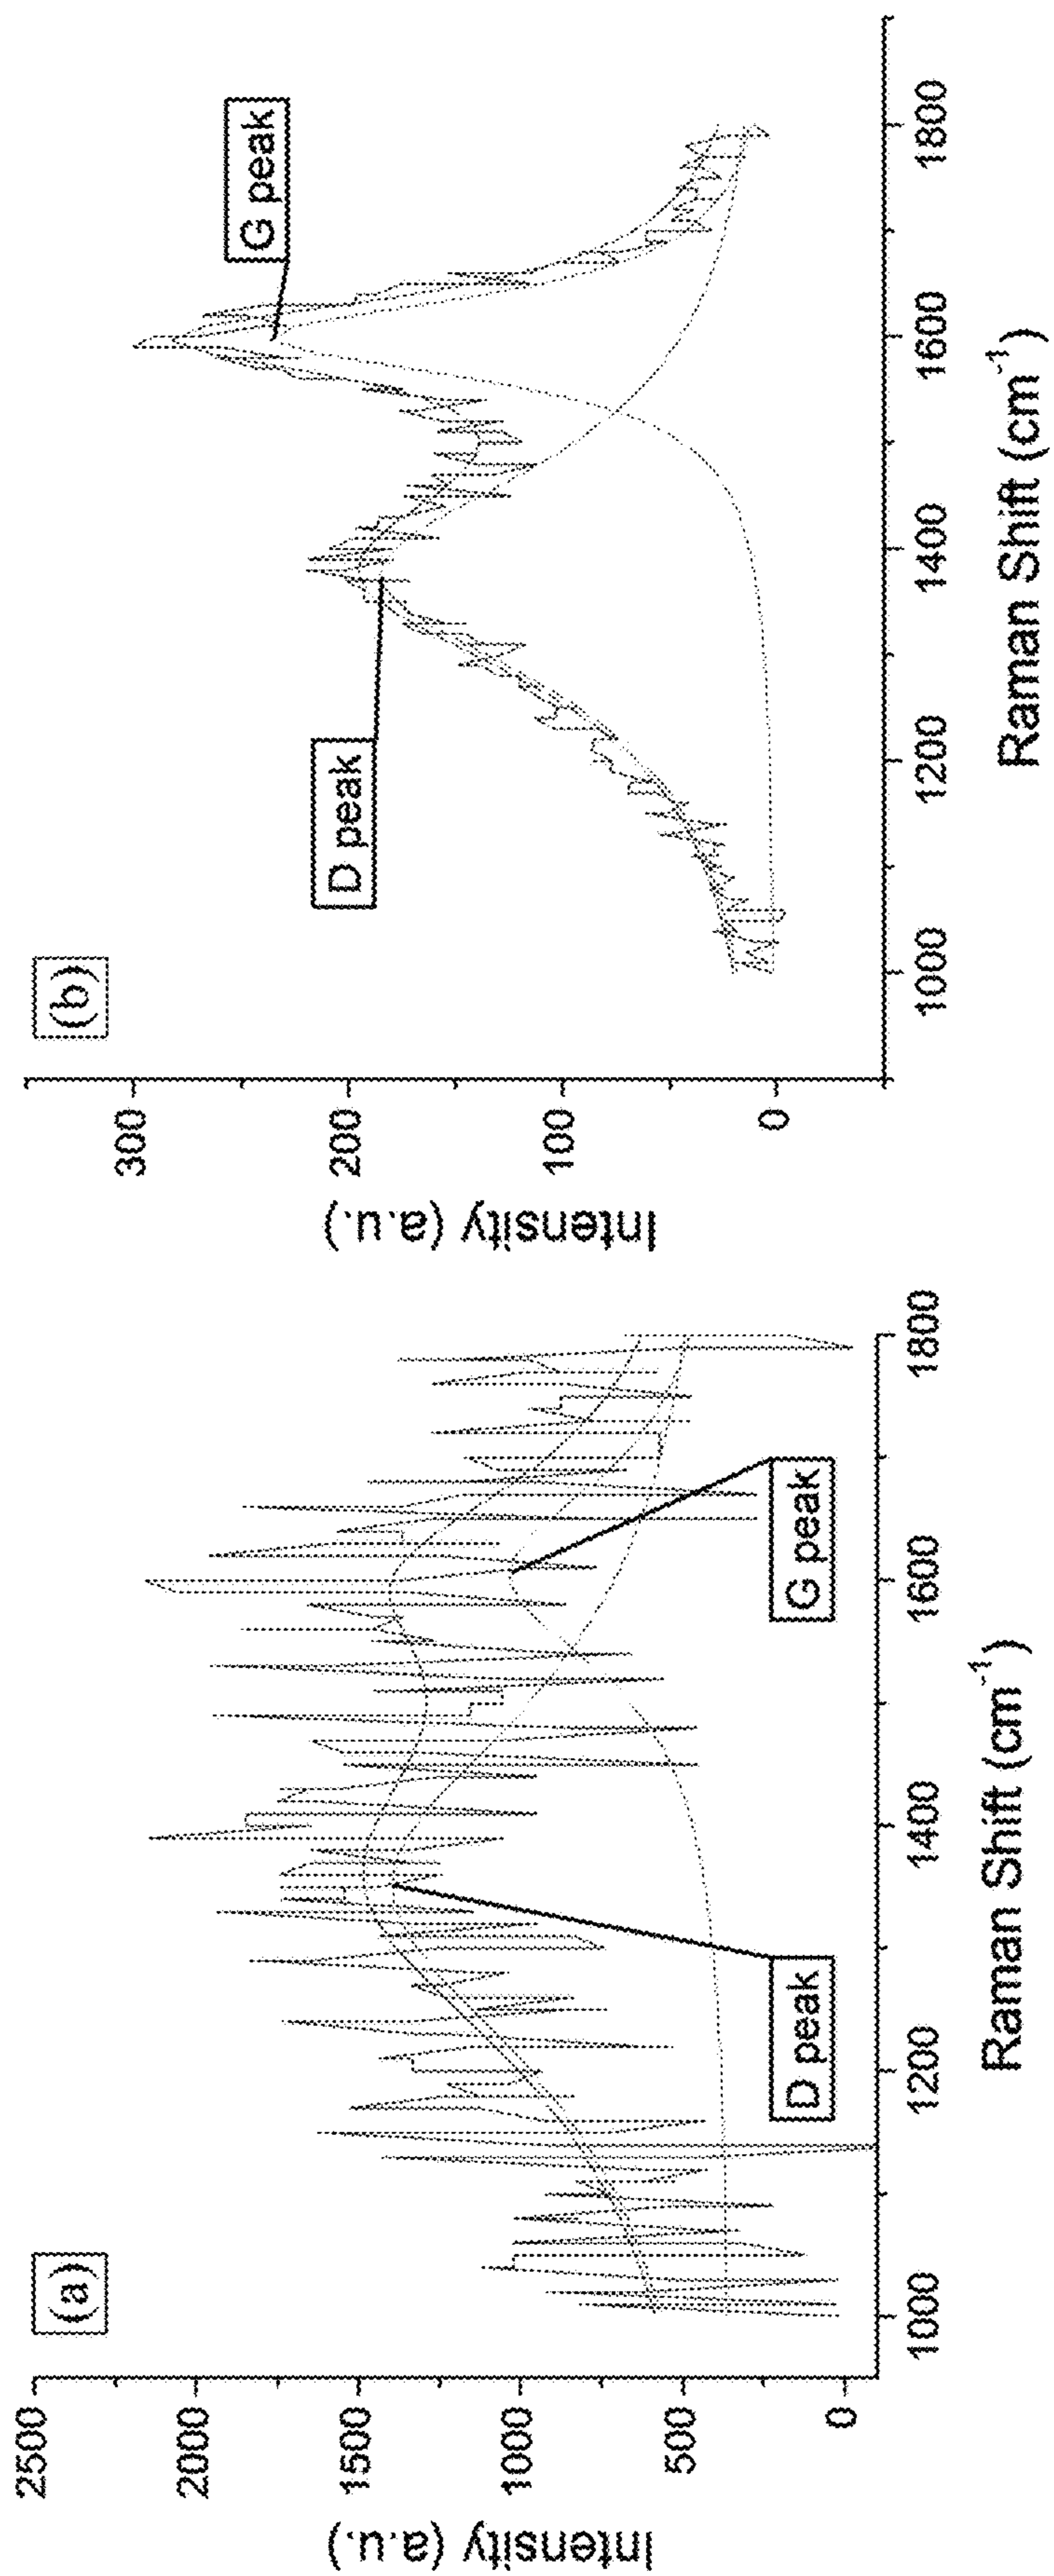 (a)
2500
2000
1500
1000
500
0
Intensity (a.u.)
D peak
G peak
1000
1200
1400
1600
1800
Raman Shift (cm⁻¹)
(b)
300
200
100
0
Intensity (a.u.)
D peak
G peak
1000
1200
1400
1600
1800
Raman Shift (cm⁻¹)